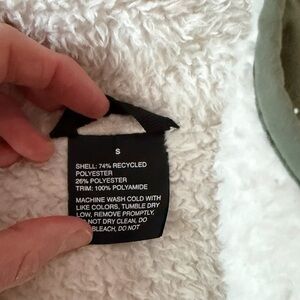 S
SHELL: 74% RECYCLED
POLYESTER
26% POLYESTER
TRIM: 100% POLYAMIDE
MACHINE WASH COLD WITH
LIKE COLORS, TUMBLE DRY
LOW, REMOVE PROMPTLY,
DO NOT DRY CLEAN, DO
BLEACH, DO NOT